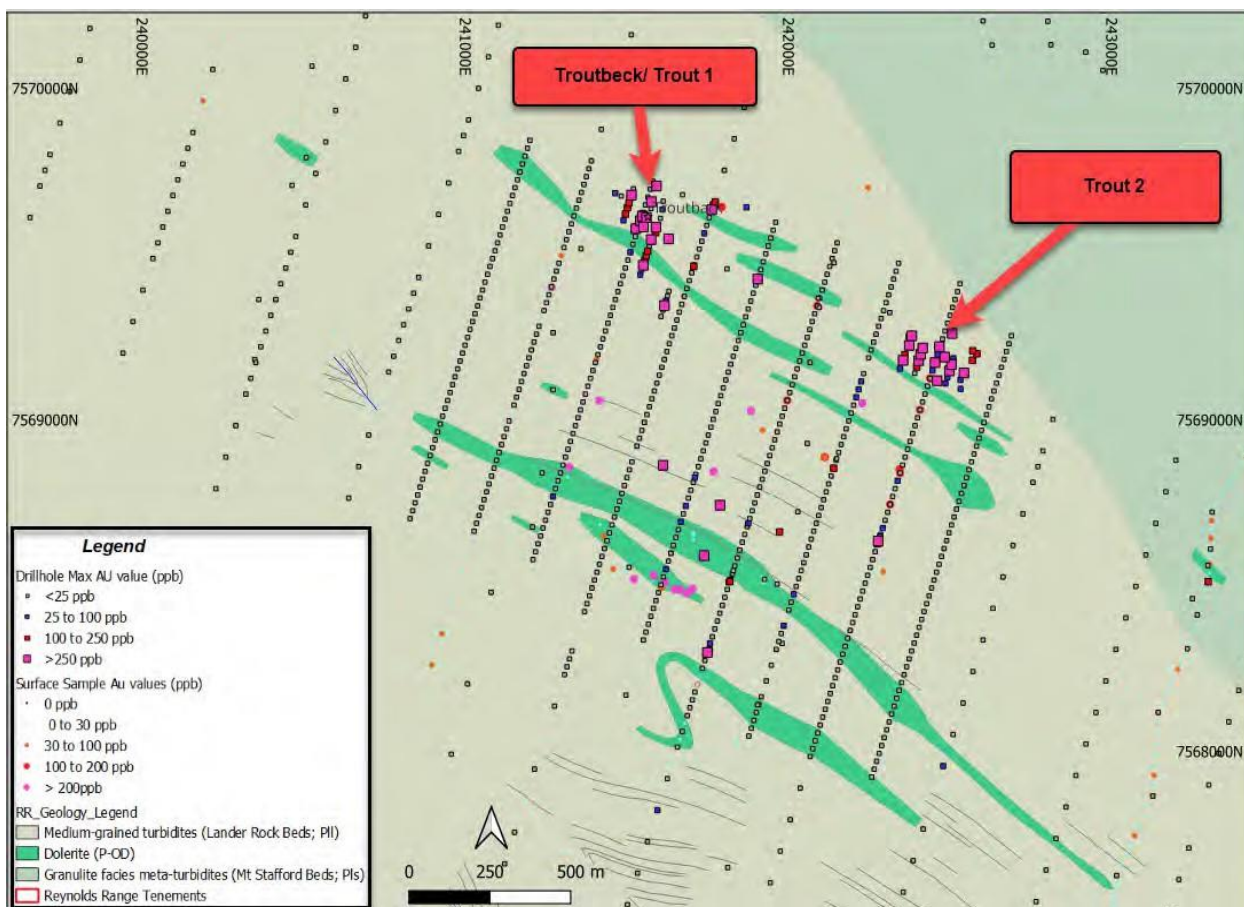 240000E
241000E
242000E
243000E
Troutbeck/ Trout 1
7570000N
7570000N
Trout 2
7569000N
7569000N
Legend
Drillhole Max AU value (ppb)
<25 ppb
25 to 100 ppb
100 to 250 ppb
>250 ppb
Surface Sample Au values (ppb)
0 ppb
0 to 30 ppb
30 to 100 ppb
100 to 200 ppb
> 200ppb
RR_Geology_Legend
Medium-grained turbidites (Lander Rock Beds; Pll)
Dolerite (P-OD)
Granulite facies meta-turbidites (Mt Stafford Beds; Pls)
Reynolds Range Tenements
7568000N
0 250 500 m